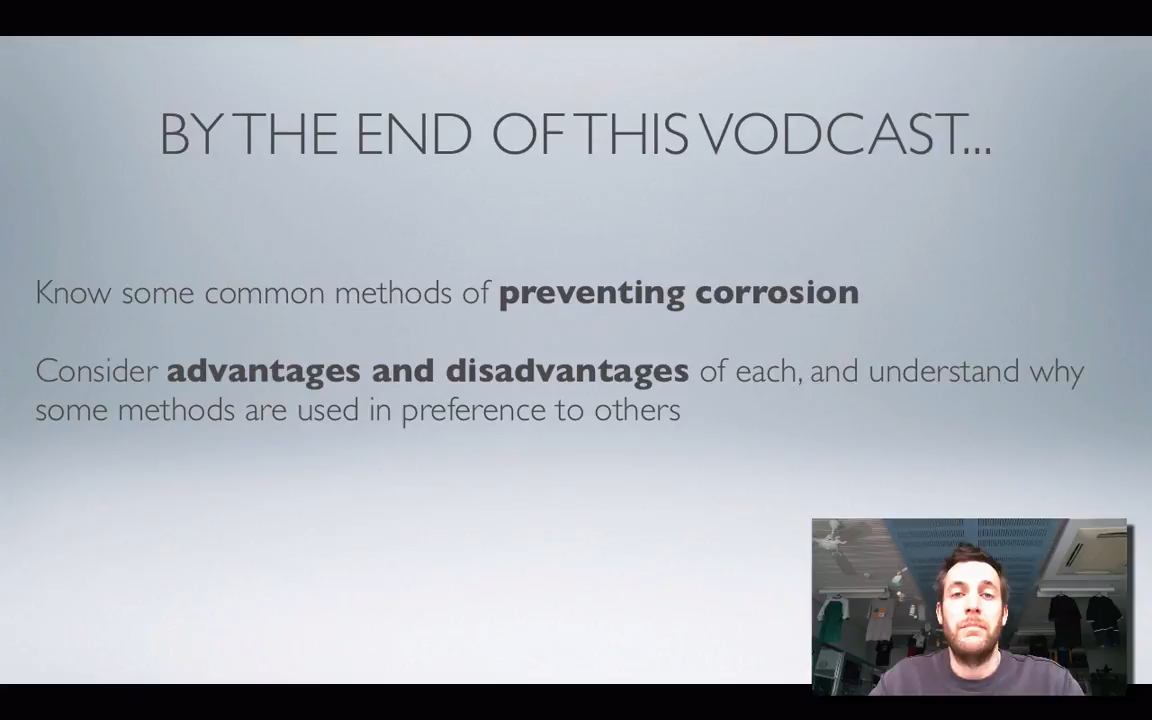 BY THE END OF THIS VODCAST...
Know some common methods of preventing corrosion
Consider advantages and disadvantages of each, and understand why
some methods are used in preference to others